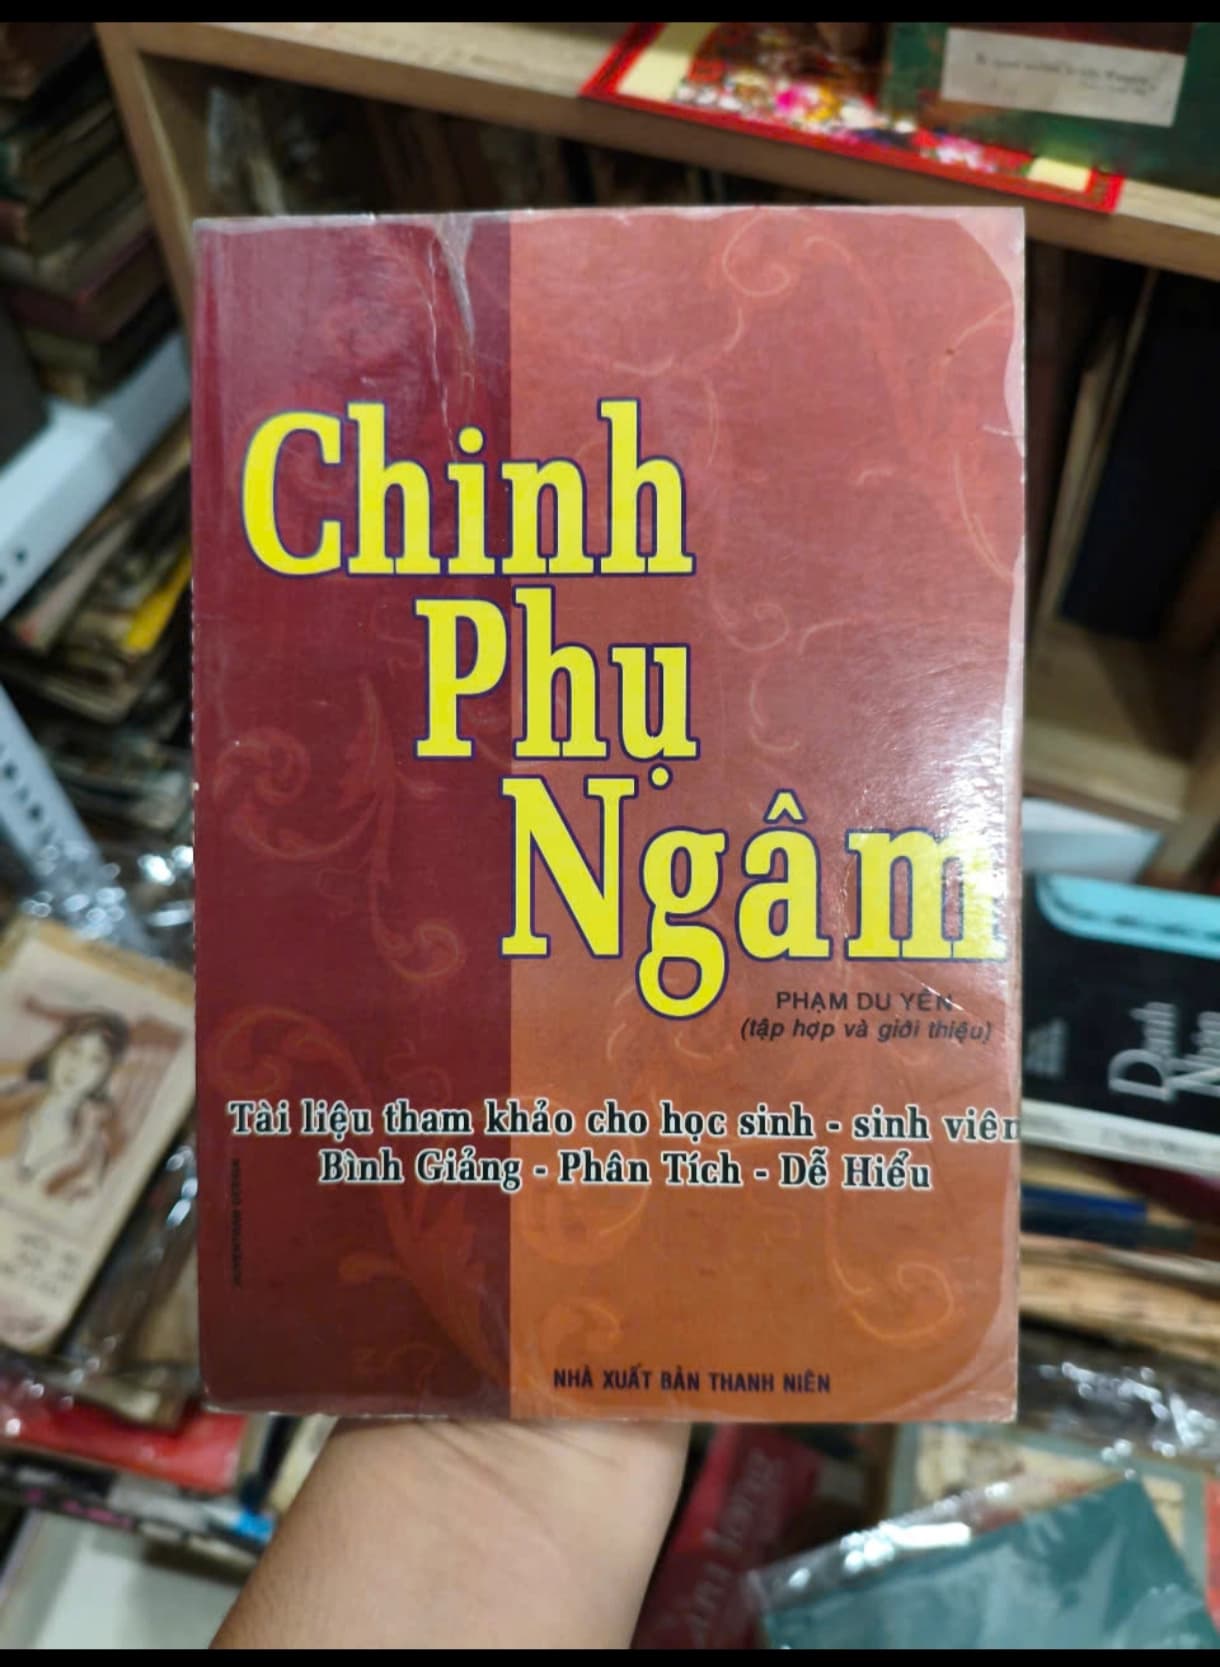 Chinh
Phụ
Ngâm
PHẠM DU YÊN
(tập hợp và giới thiệu)
Tài liệu tham khảo cho học sinh - sinh viên
Bình Giảng - Phân Tích - Dễ Hiểu
NHÀ XUẤT BẢN THANH NIÊN
Danh